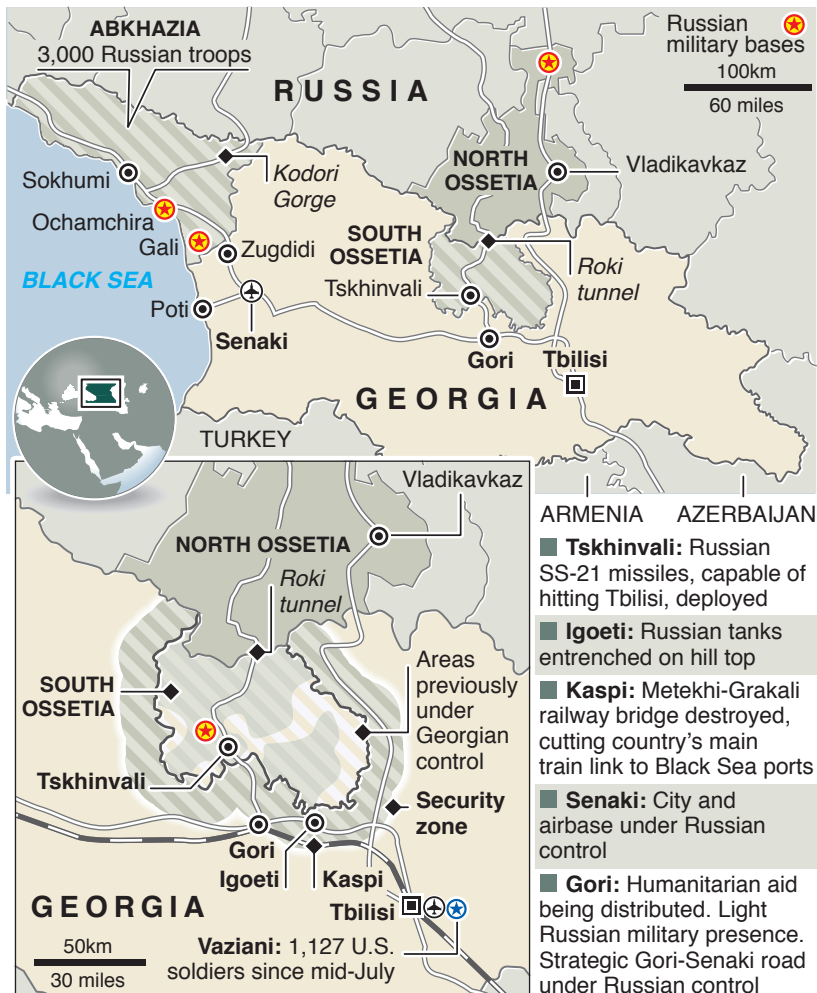 ABKHAZIA
3,000 Russian troops
Russian
military bases
100km
60 miles
RUSSIA
Sokhumi
Kodori
Gorge
NORTH
OSSETIA
Vladikavkaz
Ochamchira
Gali
Zugdidi
SOUTH
OSSETIA
Tskhinvali
Roki
tunnel
BLACK SEA
Poti
Senaki
Gori
Tbilisi
GEORGIA
TURKEY
ARMENIA
AZERBAIJAN
Vladikavkaz
NORTH OSSETIA
Roki
tunnel
SOUTH
OSSETIA
Areas
previously
under
Georgian
control
Tskhinvali
Security
zone
Gori
Igoeti
Kaspi
GEORGIA
Tbilisi
50km
30 miles
Vaziani: 1,127 U.S.
soldiers since mid-July
Tskhinvali: Russian
SS-21 missiles, capable of
hitting Tbilisi, deployed
Igoeti: Russian tanks
entrenched on hill top
Kaspi: Metekhi-Grakali
railway bridge destroyed,
cutting country's main
train link to Black Sea ports
Senaki: City and
airbase under Russian
control
Gori: Humanitarian aid
being distributed. Light
Russian military presence.
Strategic Gori-Senaki road
under Russian control